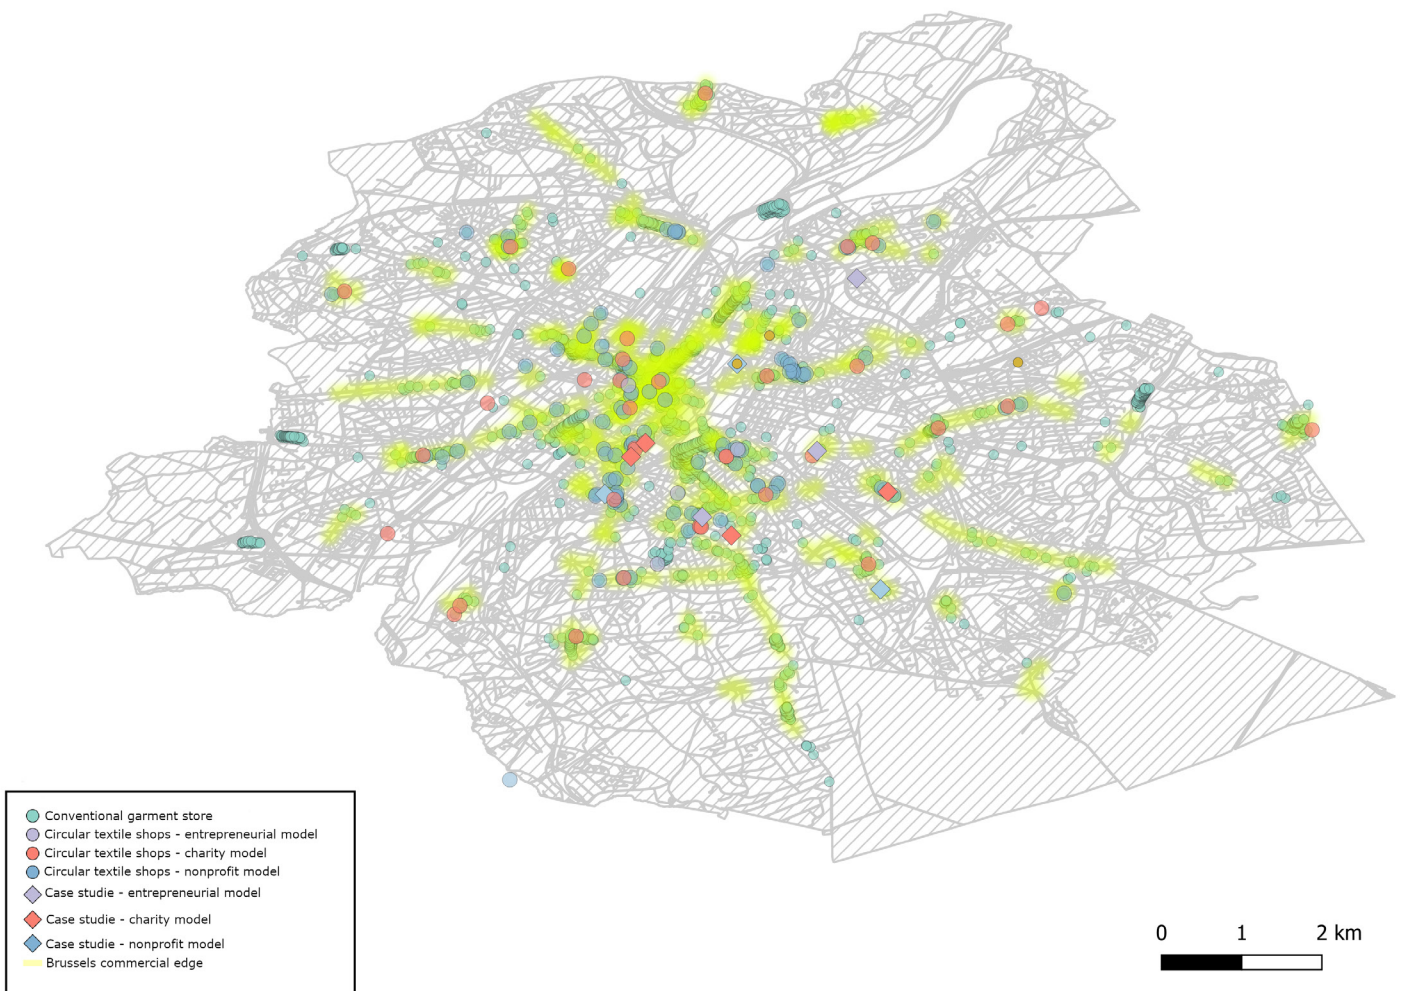 Conventional garment store
Circular textile shops - entrepreneurial model
Circular textile shops - charity model
Circular textile shops - nonprofit model
Case studie - entrepreneurial model
Case studie - charity model
Case studie - nonprofit model
Brussels commercial edge
0 1 2 km